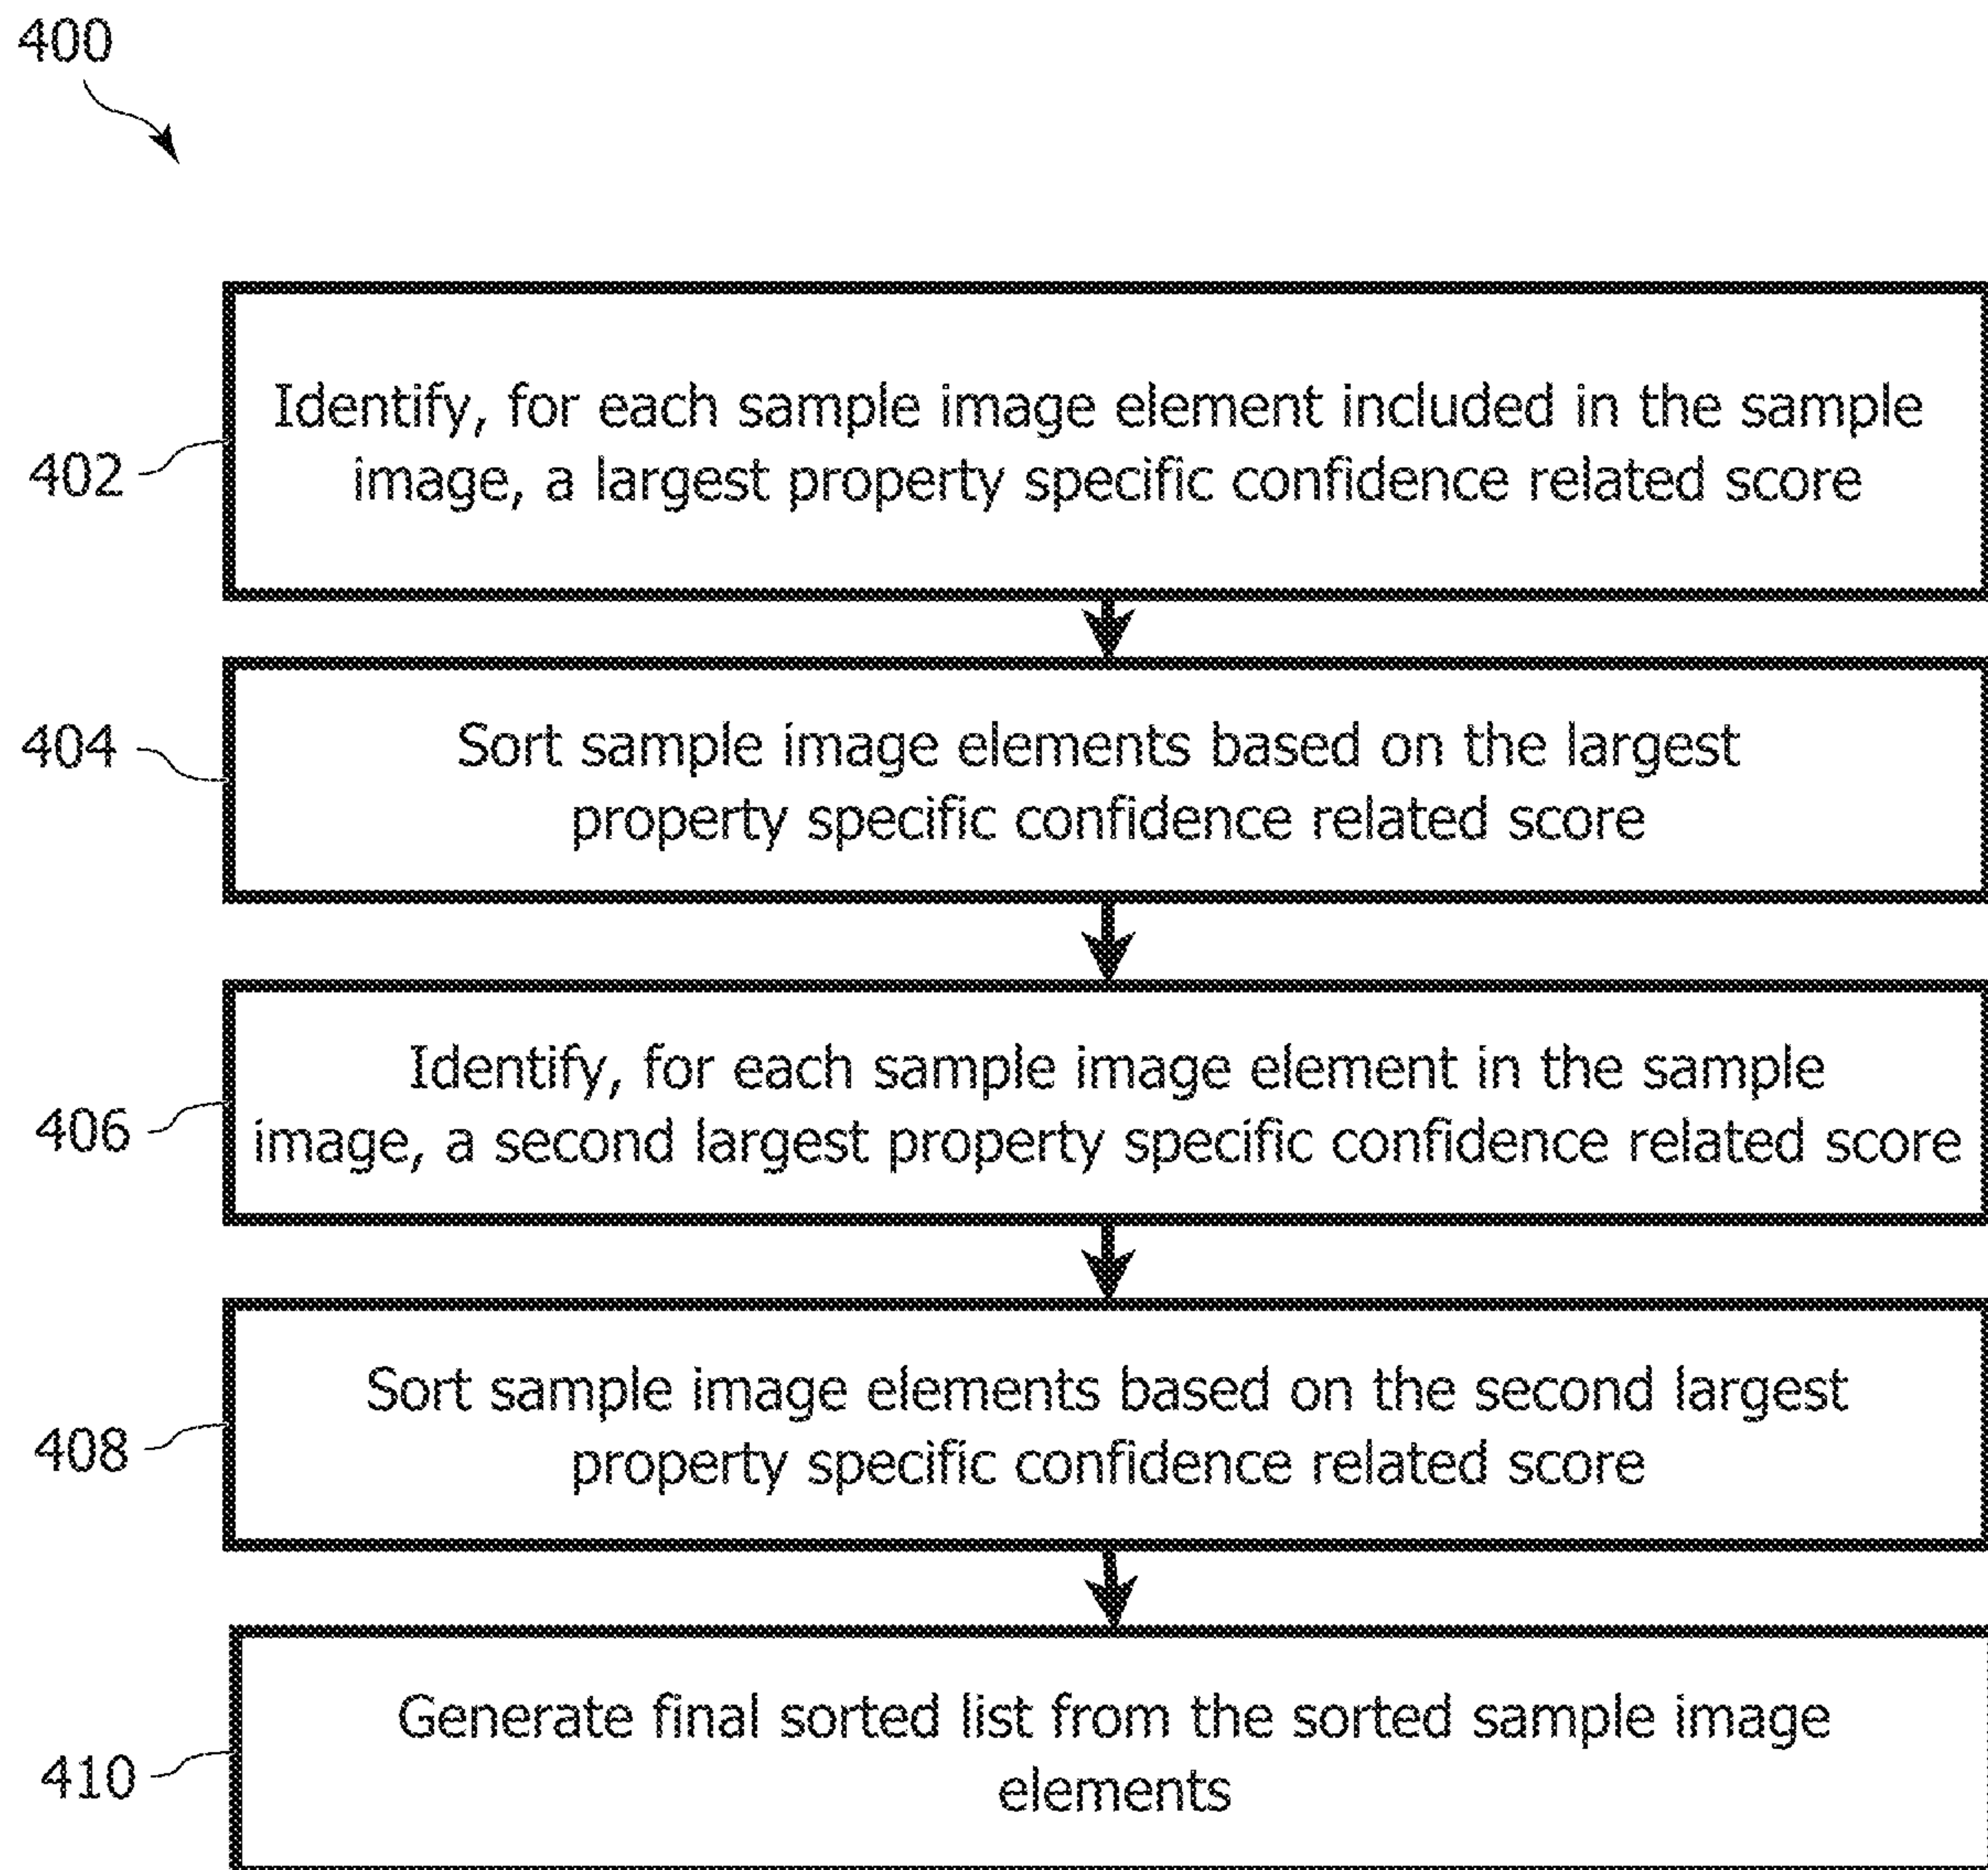 400
Identify, for each sample image element included in the sample
image, a largest property specific confidence related score
402
Sort sample image elements based on the largest
property specific confidence related score
404
Identify, for each sample image element in the sample
image, a second largest property specific confidence related score
406
Sort sample image elements based on the second largest
property specific confidence related score
408
Generate final sorted list from the sorted sample image
elements
410